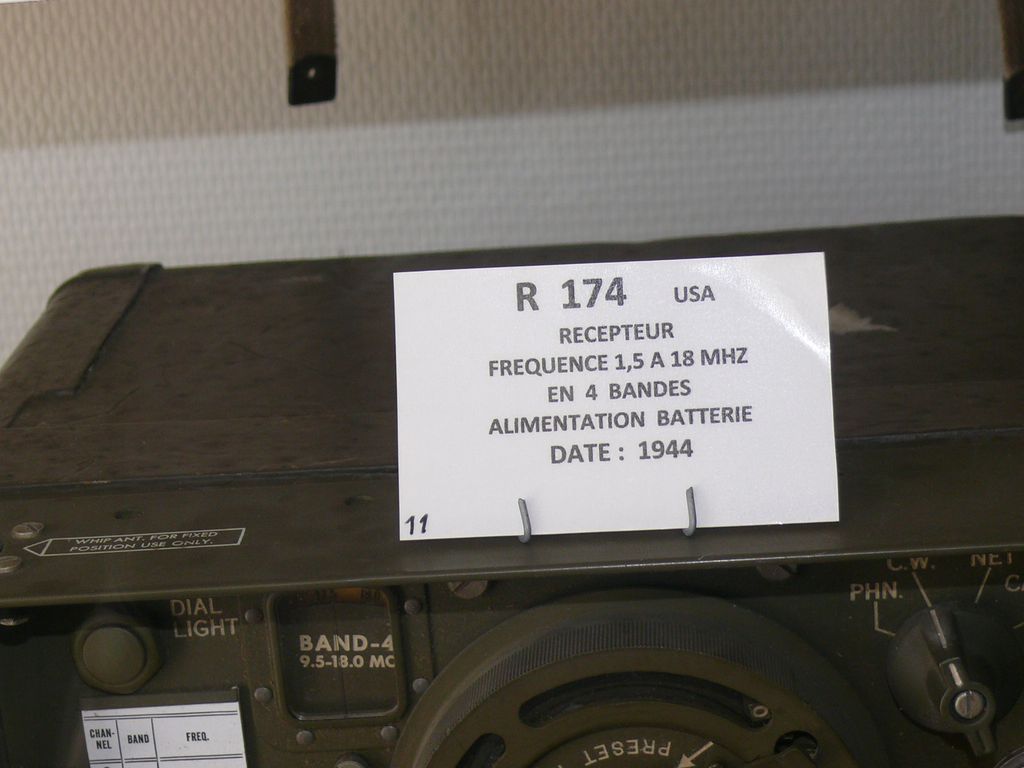 R 174 USA
RECEPTEUR
FREQUENCE 1,5 A 18 MHZ
EN 4 BANDES
ALIMENTATION BATTERIE
DATE : 1944
11
WHIP ANT. FOR FIXED
POSITION USE ONLY.
DIAL
LIGHT
BAND-4
9.5-18.0 MC
C.W. NET
PHN.
CHAN-
NEL BAND FREQ.
PRESET